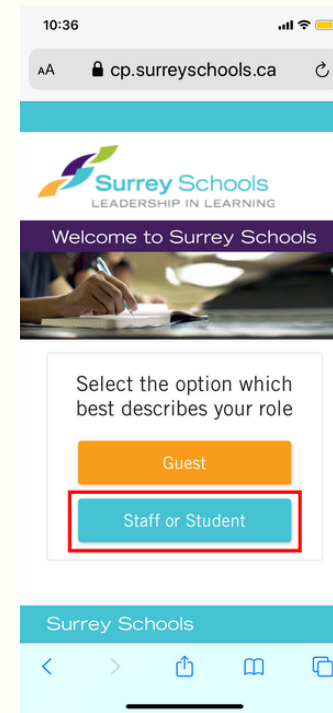 10:36
AA cp.surreyschools.ca
Surrey Schools
LEADERSHIP IN LEARNING
Welcome to Surrey Schools
Select the option which
best describes your role
Guest
Staff or Student
Surrey Schools